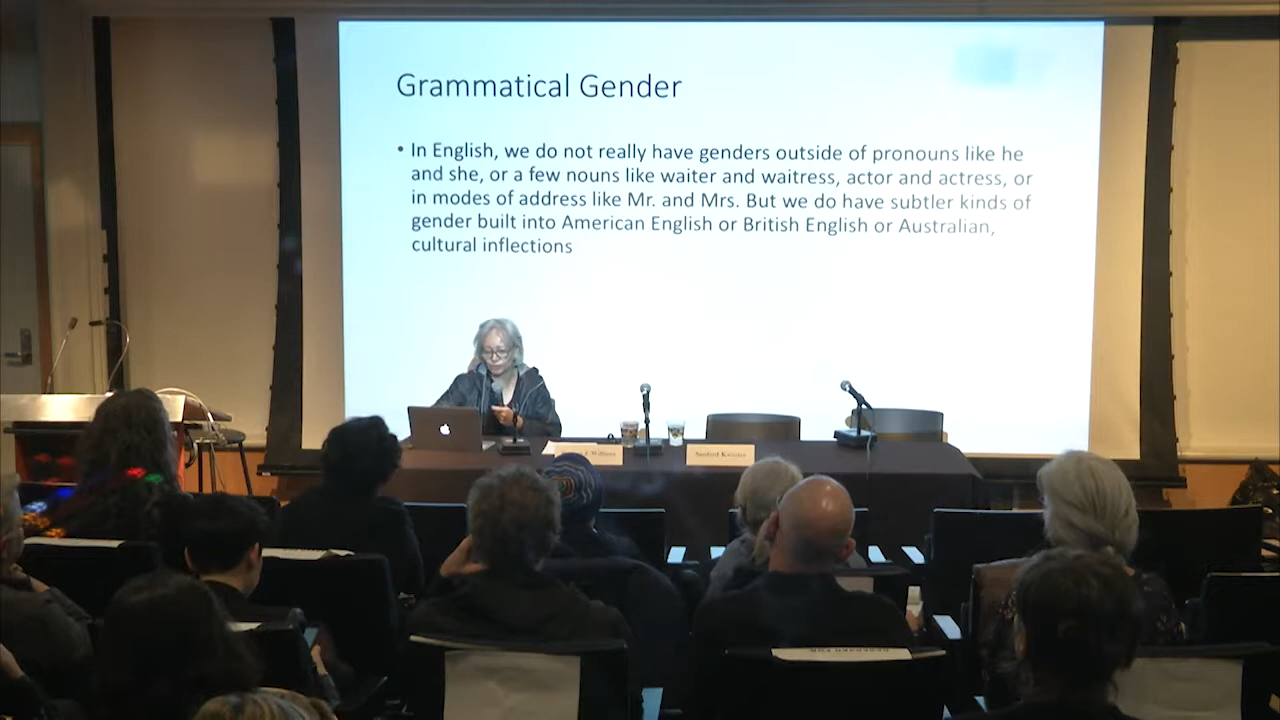 Grammatical Gender
• In English, we do not really have genders outside of pronouns like he
and she, or a few nouns like waiter and waitress, actor and actress, or
in modes of address like Mr. and Mrs. But we do have subtler kinds of
gender built into American English or British English or Australian,
cultural inflections
Williams
Sanford Kwinter
RESERVED FOR